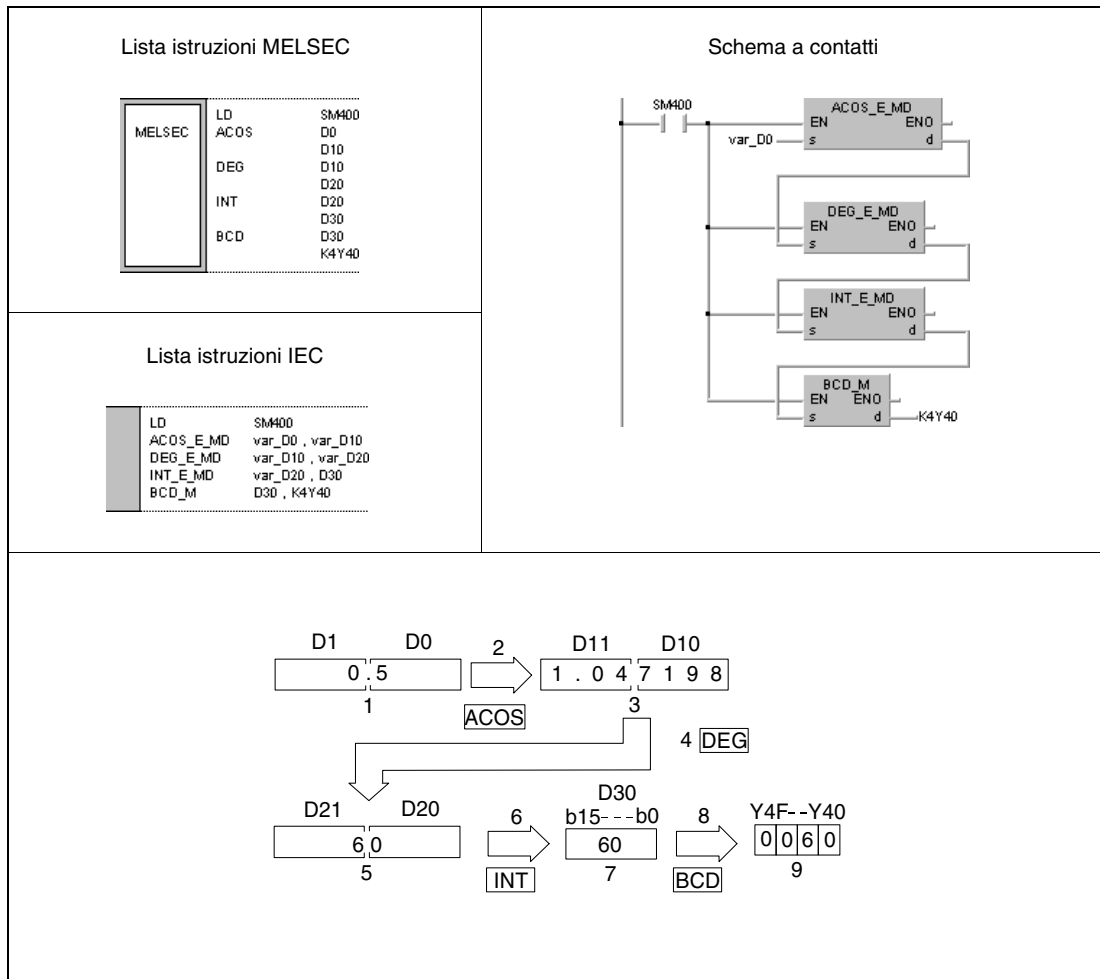 Lista istruzioni MELSEC
MELSEC
LD SM400
ACOS D0
D10
DEG D10
D20
INT D20
D30
BCD D30
K4Y40
Lista istruzioni IEC
LD SM400
ACOS_E_MD var_D0 , var_D10
DEG_E_MD var_D10 , var_D20
INT_E_MD var_D20 , D30
BCD_M D30 , K4Y40
Schema a contatti
SM400
ACOS_E_MD
EN ENO
var_D0 s d
DEG_E_MD
EN ENO
s d
INT_E_MD
EN ENO
s d
BCD_M
EN ENO
s d K4Y40
D1 D0 2 D11 D10
0.5 1.047198
1 ACOS 3
4 DEG
D21 D20 6 D30 8 Y4F--Y40
b15---b0
60 60 0060
5 INT 7 BCD 9